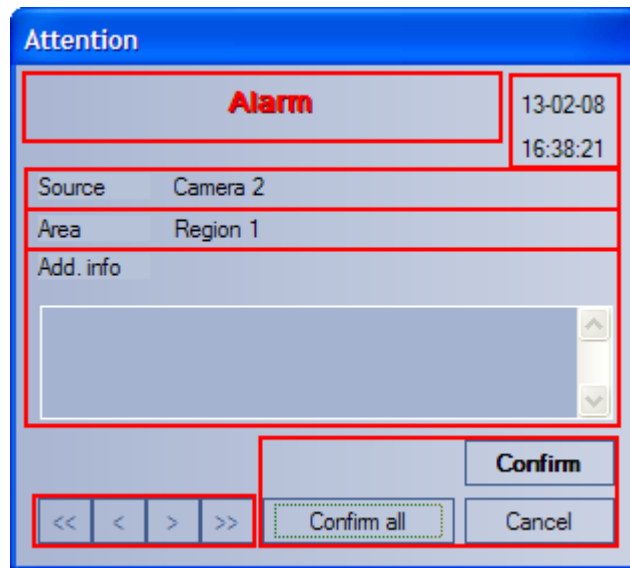 Attention
Alarm
13-02-08
16:38:21
Source Camera 2
Area Region 1
Add. info
Confirm
<< < > >> Confirm all Cancel